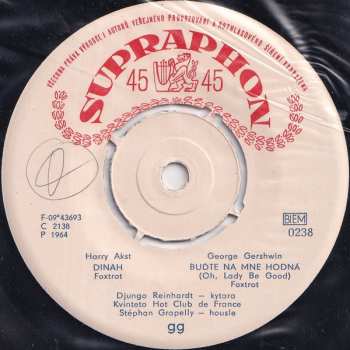 VŠECHNA PRÁVA VÝROBCE I AUTORŮ VEŘEJNÉHO PROVOZOVÁNÍ A ROZHLASOVÉHO ŠÍŘENÍ VYHRAZENA
SUPRAPHON
45 45
F-09*43693
C 2138
P 1964
BIEM
0238
Harry Akst
DINAH
Foxtrot
George Gershwin
BUĎTE NA MNE HODNÁ
(Oh, Lady Be Good)
Foxtrot
Django Reinhardt — kytara
Kvinteto Hot Club de France
Stéphan Grapelly — housle
gg